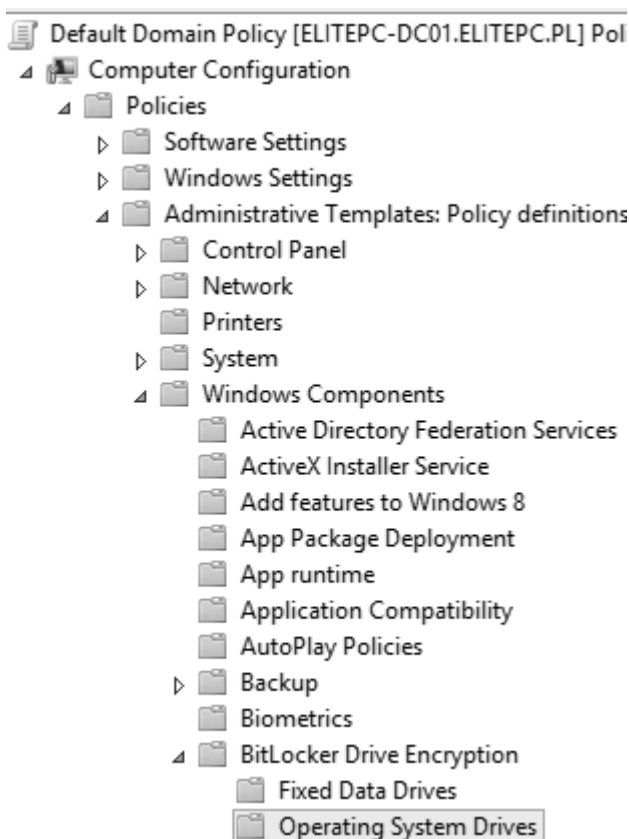 Default Domain Policy [ELITEPC-DC01.ELITEPC.PL] Poli
Computer Configuration
Policies
Software Settings
Windows Settings
Administrative Templates: Policy definitions
Control Panel
Network
Printers
System
Windows Components
Active Directory Federation Services
ActiveX Installer Service
Add features to Windows 8
App Package Deployment
App runtime
Application Compatibility
AutoPlay Policies
Backup
Biometrics
BitLocker Drive Encryption
Fixed Data Drives
Operating System Drives